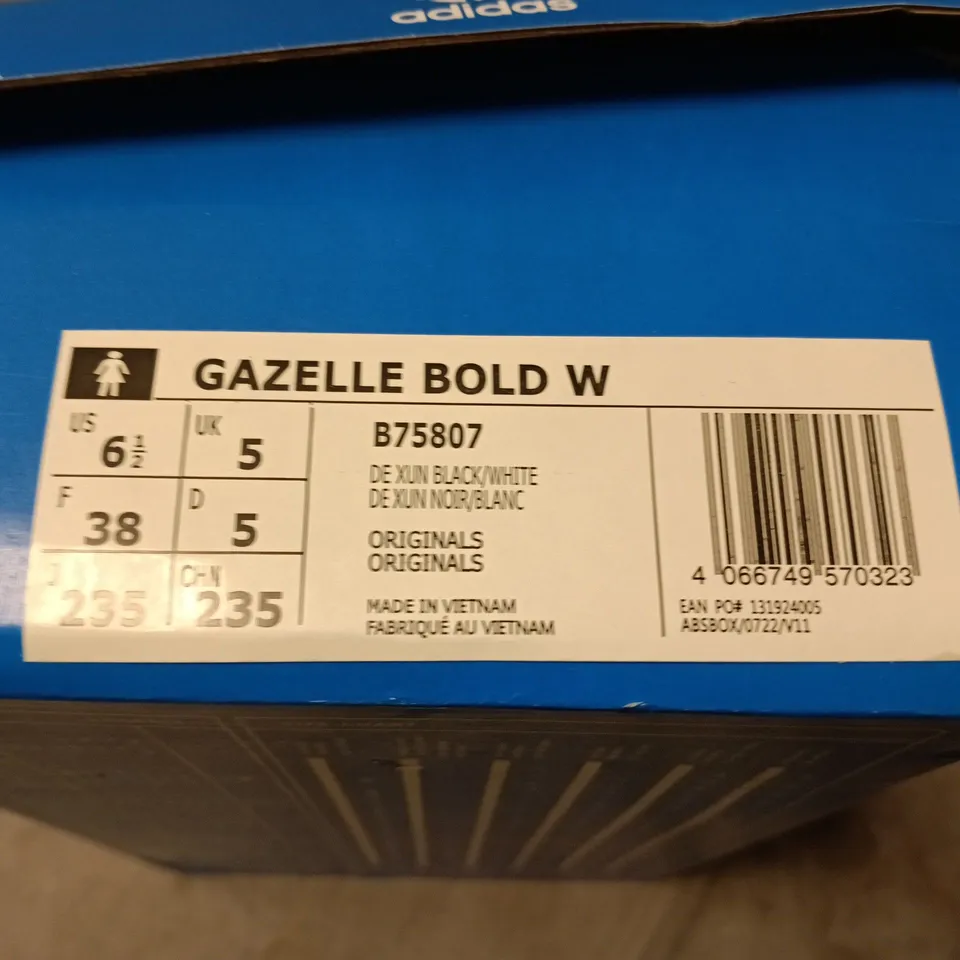 adidas
GAZELLE BOLD W
US 6½ UK 5
F 38 D 5
J 235 CHN 235
B75807
DE XUN BLACK/WHITE
DE XUN NOIR/BLANC
ORIGINALS
ORIGINALS
MADE IN VIETNAM
FABRIQUÉ AU VIETNAM
4 066749 570323
EAN PO# 131924005
ABSBOX/0722/V11